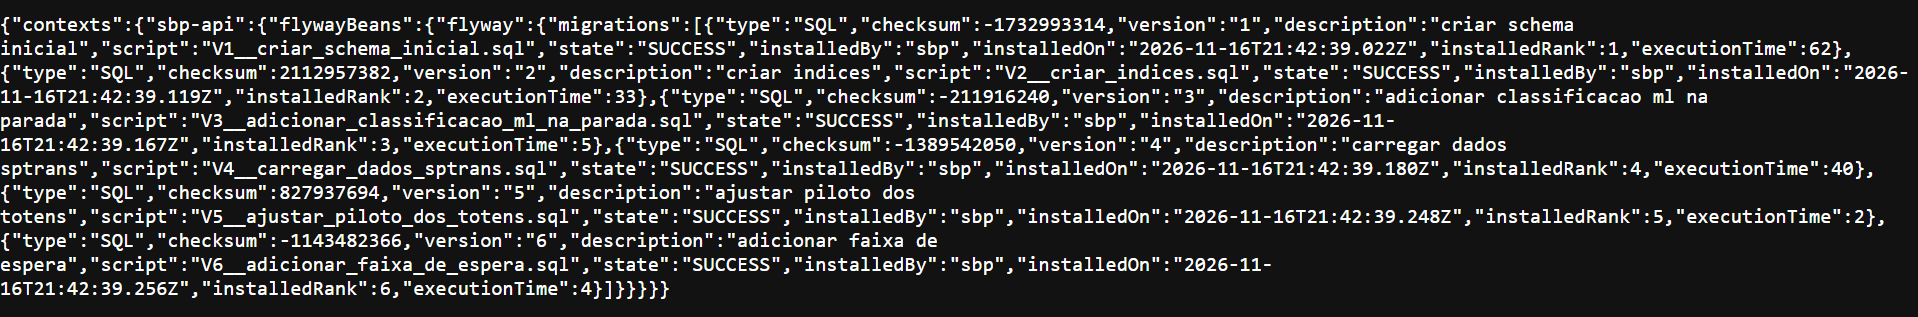 {"contexts":{"sbp-api":{"flywayBeans":{"flyway":{"migrations":[{"type":"SQL","checksum":-1732993314,"version":"1","description":"criar schema
inicial","script":"V1__criar_schema_inicial.sql","state":"SUCCESS","installedBy":"sbp","installedOn":"2026-11-16T21:42:39.022Z","installedRank":1,"executionTime":62},
{"type":"SQL","checksum":2112957382,"version":"2","description":"criar indices","script":"V2__criar_indices.sql","state":"SUCCESS","installedBy":"sbp","installedOn":"2026-
11-16T21:42:39.119Z","installedRank":2,"executionTime":33},{"type":"SQL","checksum":-211916240,"version":"3","description":"adicionar classificacao ml na
parada","script":"V3__adicionar_classificacao_ml_na_parada.sql","state":"SUCCESS","installedBy":"sbp","installedOn":"2026-11-
16T21:42:39.167Z","installedRank":3,"executionTime":5},{"type":"SQL","checksum":-1389542050,"version":"4","description":"carregar dados
sptrans","script":"V4__carregar_dados_sptrans.sql","state":"SUCCESS","installedBy":"sbp","installedOn":"2026-11-16T21:42:39.180Z","installedRank":4,"executionTime":40},
{"type":"SQL","checksum":827937694,"version":"5","description":"ajustar piloto dos
totens","script":"V5__ajustar_piloto_dos_totens.sql","state":"SUCCESS","installedBy":"sbp","installedOn":"2026-11-16T21:42:39.248Z","installedRank":5,"executionTime":2},
{"type":"SQL","checksum":-1143482366,"version":"6","description":"adicionar faixa de
espera","script":"V6__adicionar_faixa_de_espera.sql","state":"SUCCESS","installedBy":"sbp","installedOn":"2026-11-
16T21:42:39.256Z","installedRank":6,"executionTime":4}]}}}}}